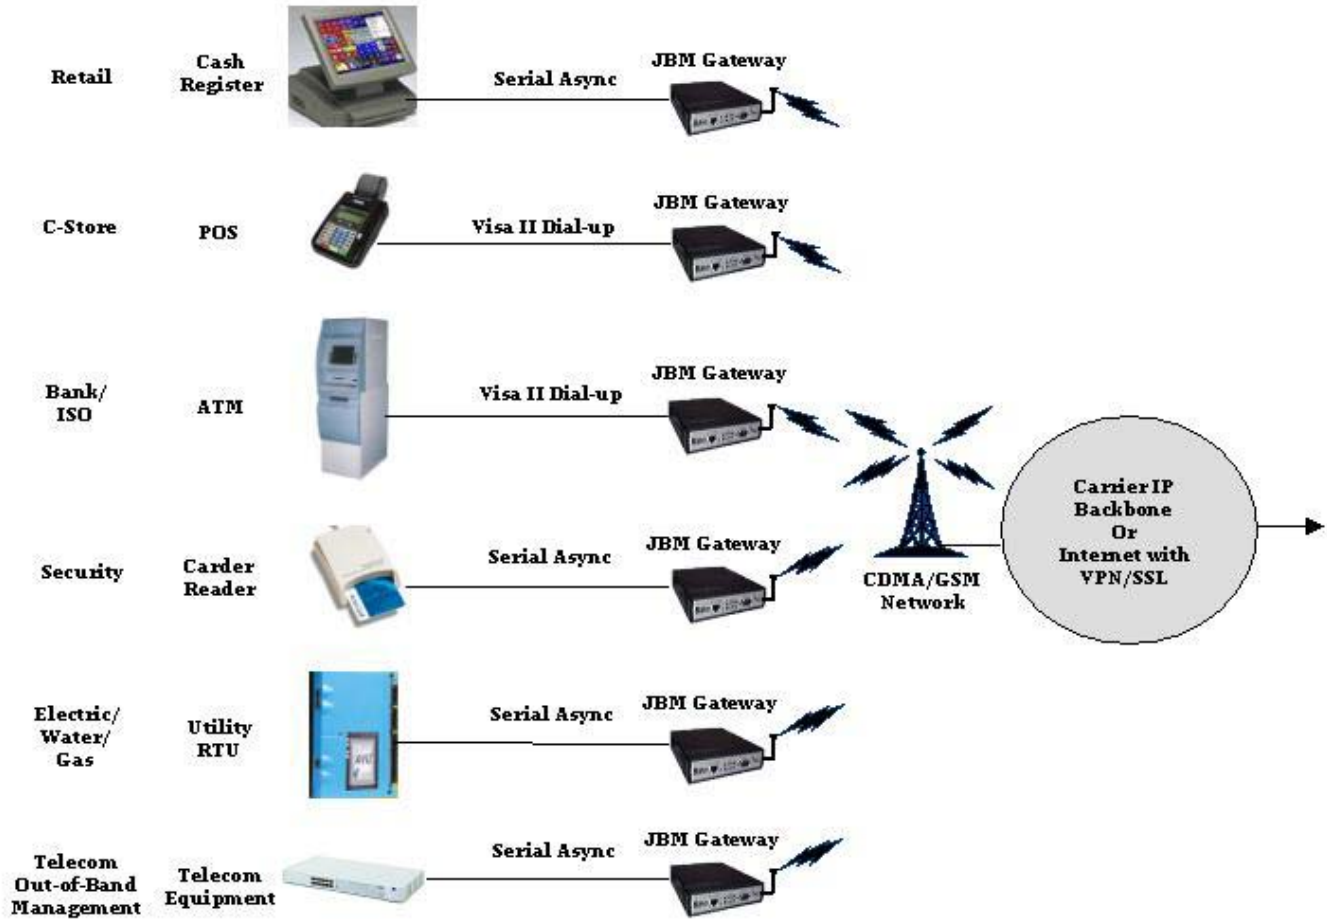 Retail
Cash
Register
Serial Async
JBM Gateway
C-Store
POS
Visa II Dial-up
JBM Gateway
Bank/
ISO
ATM
Visa II Dial-up
JBM Gateway
Security
Carder
Reader
Serial Async
JBM Gateway
CDMA/GSM
Network
Carrier IP
Backbone
Or
Internet with
VPN/SSL
Electric/
Water/
Gas
Utility
RTU
Serial Async
JBM Gateway
Telecom
Out-of-Band
Management
Telecom
Equipment
Serial Async
JBM Gateway